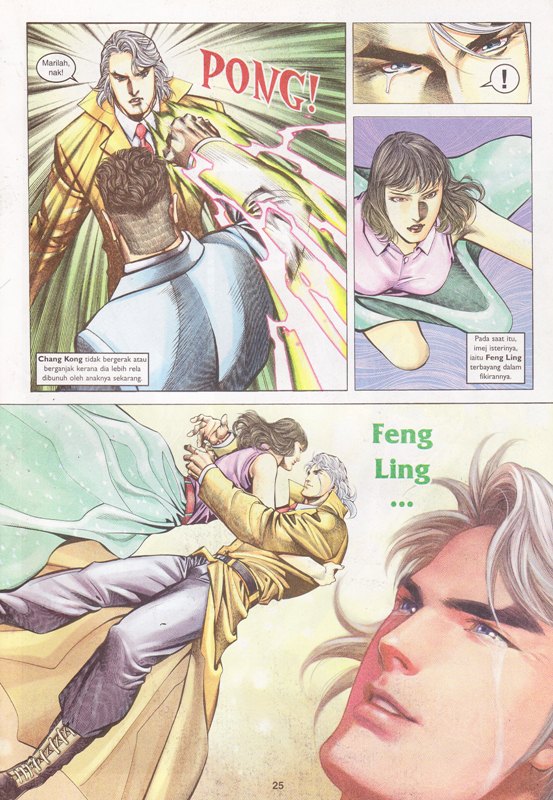 Marilah,
nak!
PONG!
!
Chang Kong tidak bergerak atau
berganjak kerana dia lebih rela
dibunuh oleh anaknya sekarang.
Pada saat itu,
imej isterinya,
iaitu Feng Ling
terbayang dalam
fikirannya.
Feng
Ling
...
25